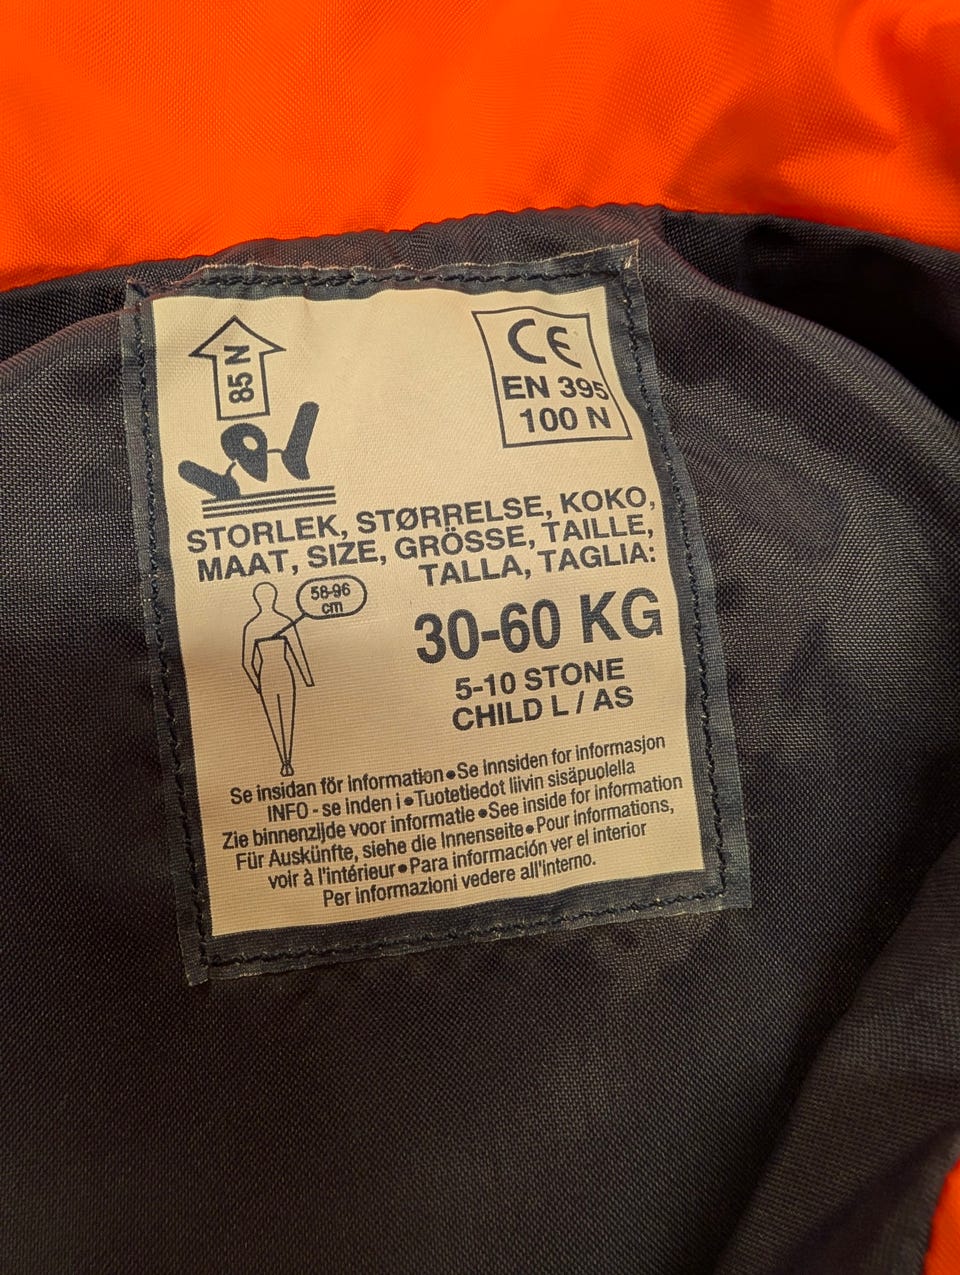 85 N
CE
EN 395
100 N
STORLEK, STØRRELSE, KOKO,
MAAT, SIZE, GRÖSSE, TAILLE,
TALLA, TAGLIA:
58-96
cm
30-60 KG
5-10 STONE
CHILD L / AS
Se insidan för information•Se innsiden for informasjon
INFO - se inden i•Tuotetiedot liivin sisäpuolella
Zie binnenzijde voor informatie•See inside for information
Für Auskünfte, siehe die Innenseite•Pour informations,
voir à l'intérieur•Para información ver el interior
Per informazioni vedere all'interno.